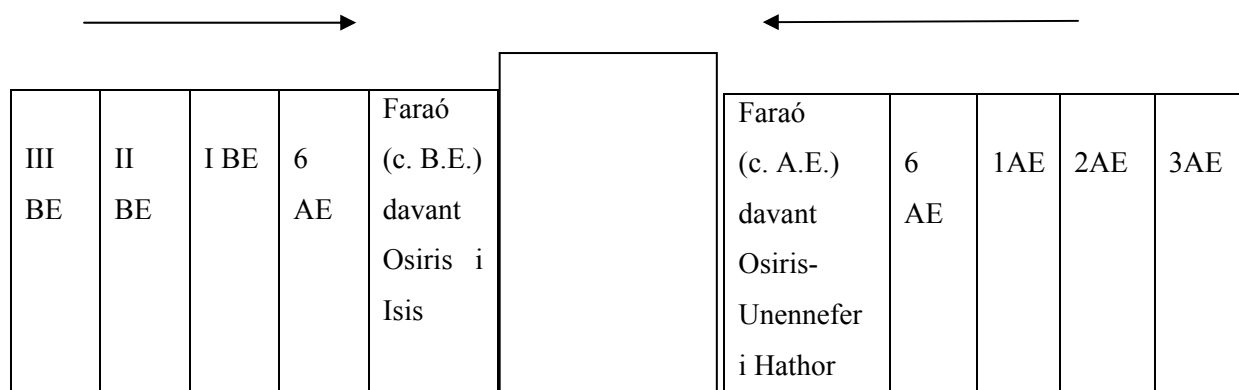 III
BE
II
BE
I BE
6
AE
Faraó
(c. B.E.)
davant
Osiris i
Isis
Faraó
(c. A.E.)
davant
Osiris-
Unennefer
i Hathor
6
AE
1AE
2AE
3AE